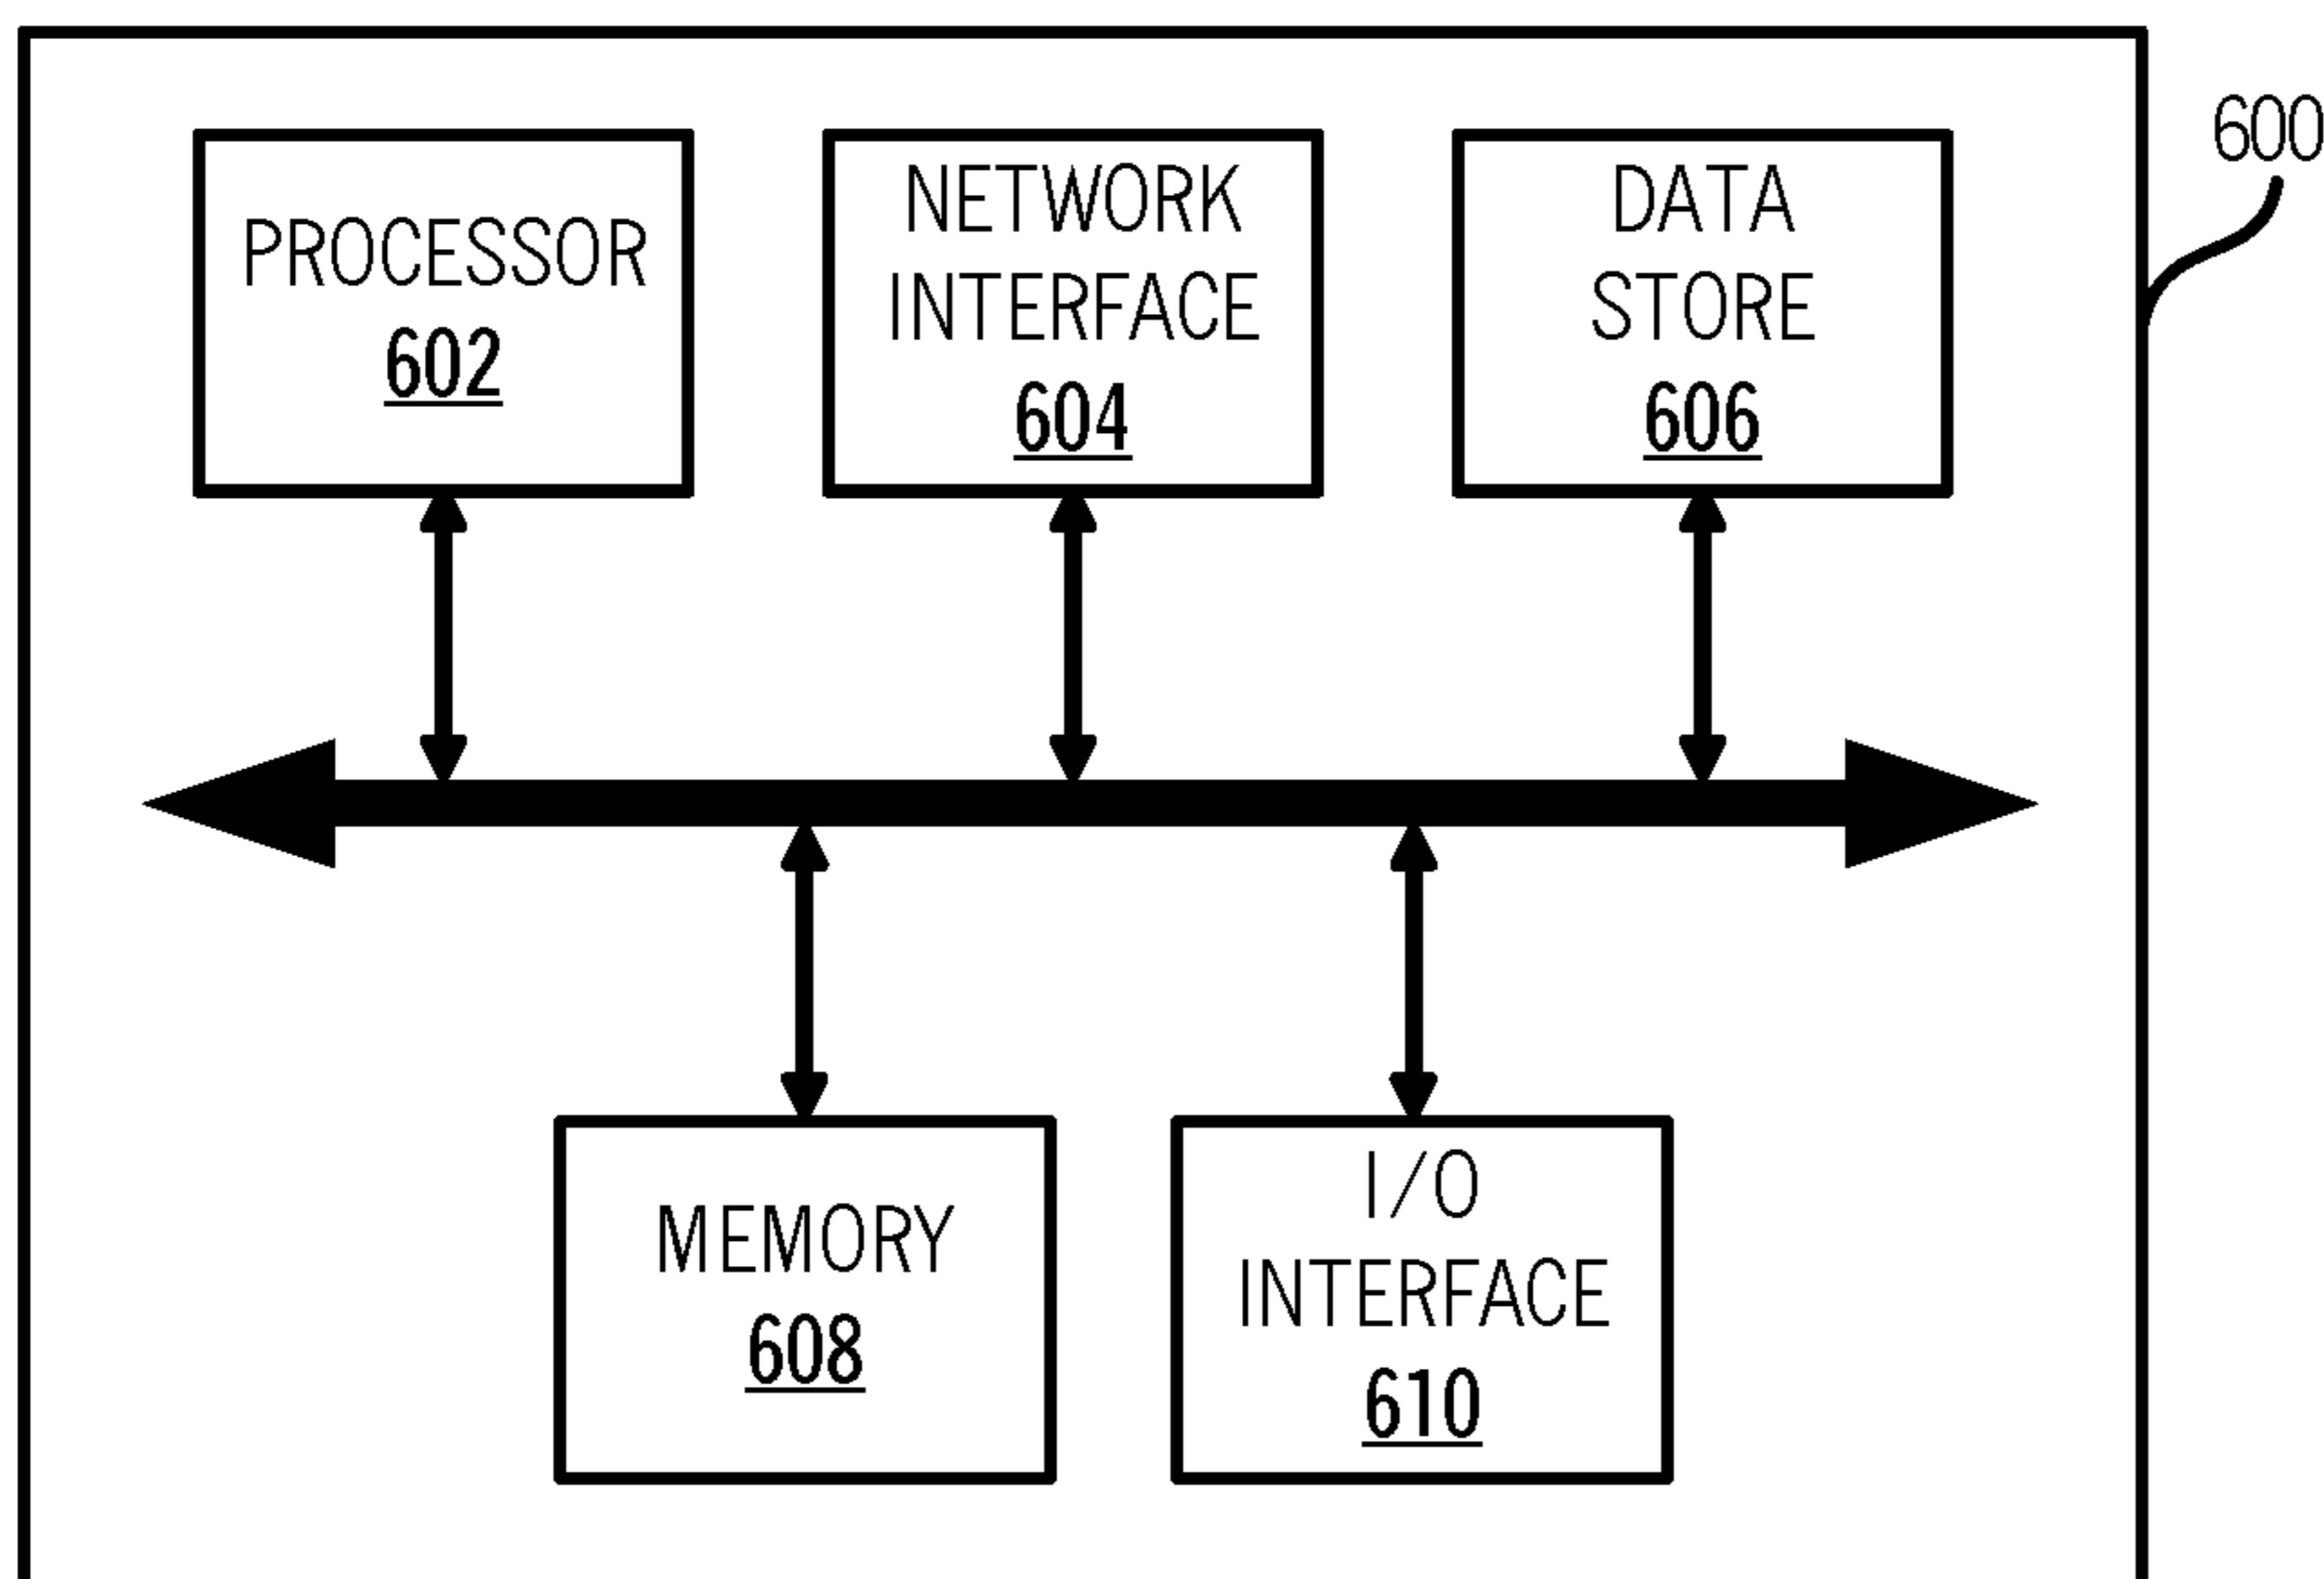 600
PROCESSOR
602
NETWORK
INTERFACE
604
DATA
STORE
606
MEMORY
608
I/O
INTERFACE
610